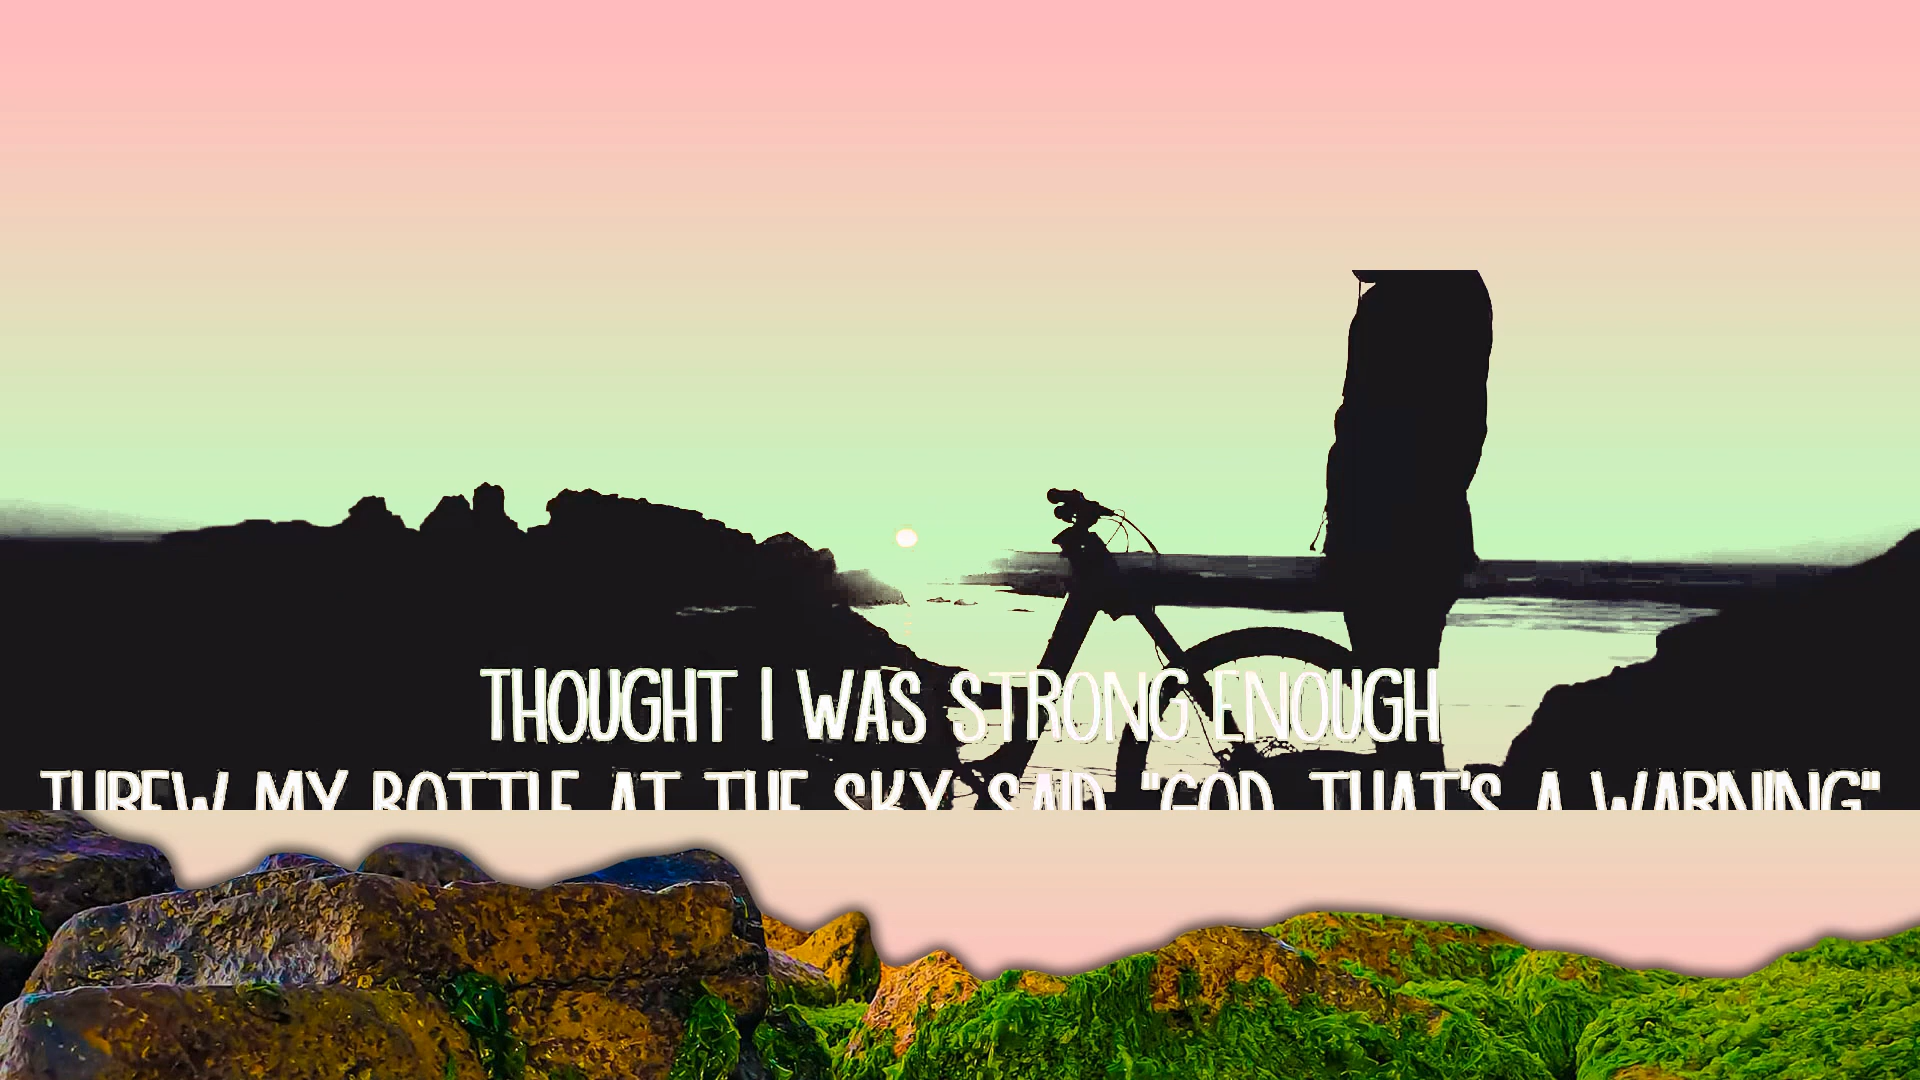 THOUGHT I WAS STRONG ENOUGH
THREW MY BOTTLE AT THE SKY, SAID, "GOD, THAT'S A WARNING"